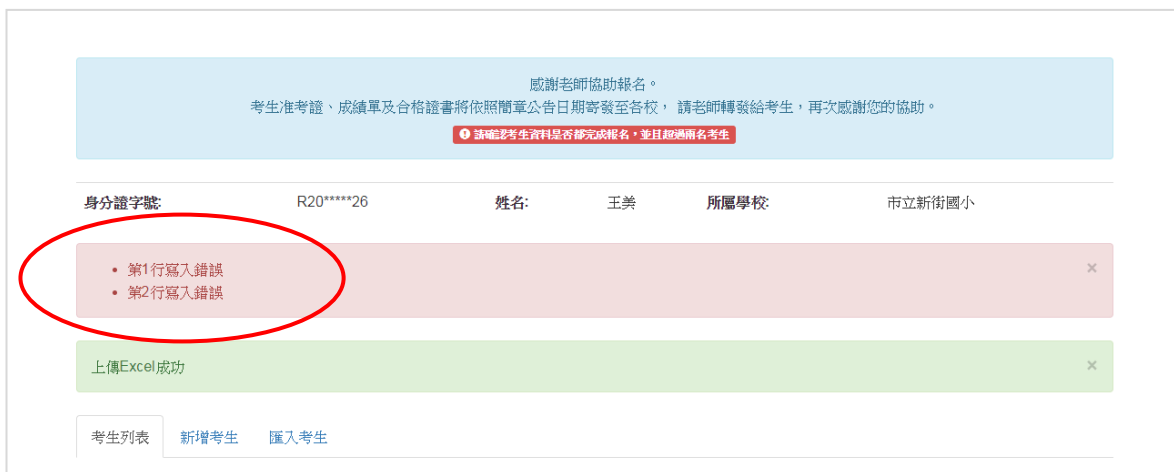 感謝老師協助報名。
考生准考證、成績單及合格證書將依照簡章公告日期寄發至各校， 請老師轉發給考生，再次感謝您的協助。
請確認考生資料是否都完成報名，並且超過兩名考生
身分證字號: R20*****26 姓名: 王美 所屬學校: 市立新街國小
• 第1行寫入錯誤 ×
• 第2行寫入錯誤
上傳Excel成功 ×
考生列表 新增考生 匯入考生